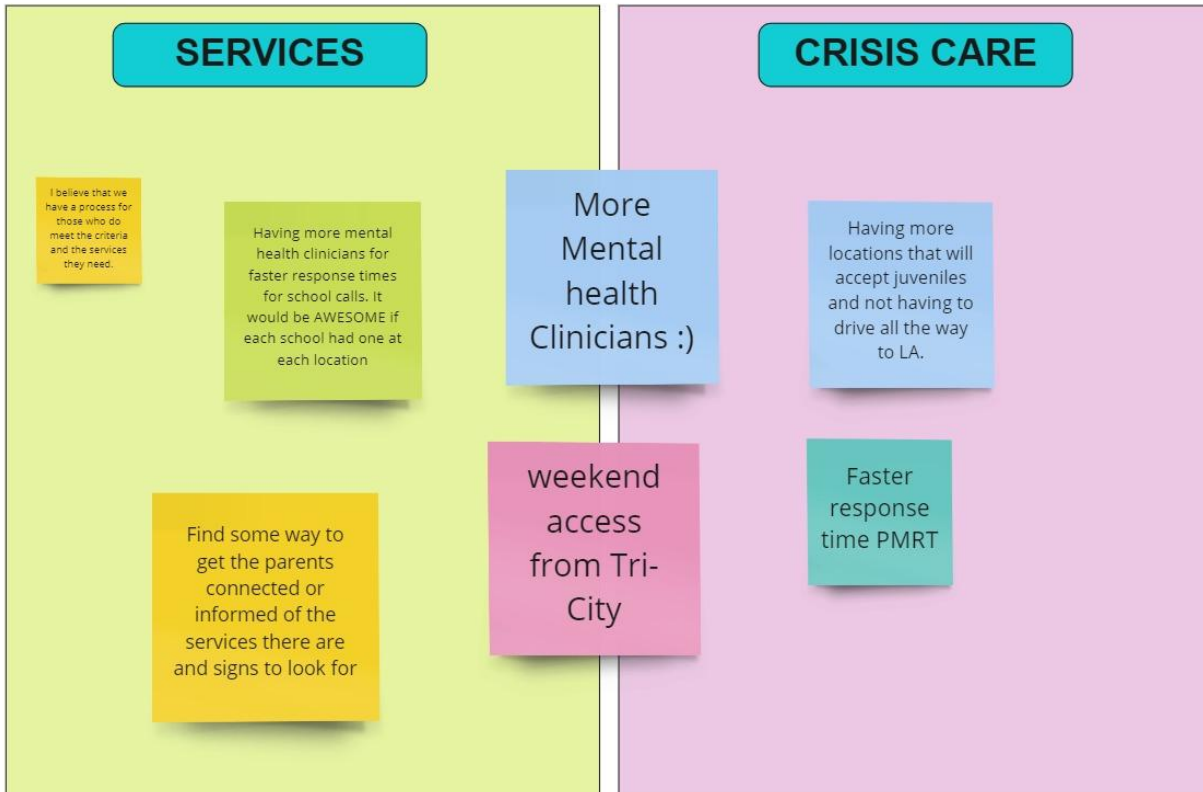 SERVICES
I believe that we
have a process for
those who do
meet the criteria
and the services
they need.
Having more mental
health clinicians for
faster response times
for school calls. It
would be AWESOME if
each school had one at
each location
Find some way to
get the parents
connected or
informed of the
services there are
and signs to look for
More
Mental
health
Clinicians :)
weekend
access
from Tri-
City
CRISIS CARE
Having more
locations that will
accept juveniles
and not having to
drive all the way
to LA.
Faster
response
time PMRT